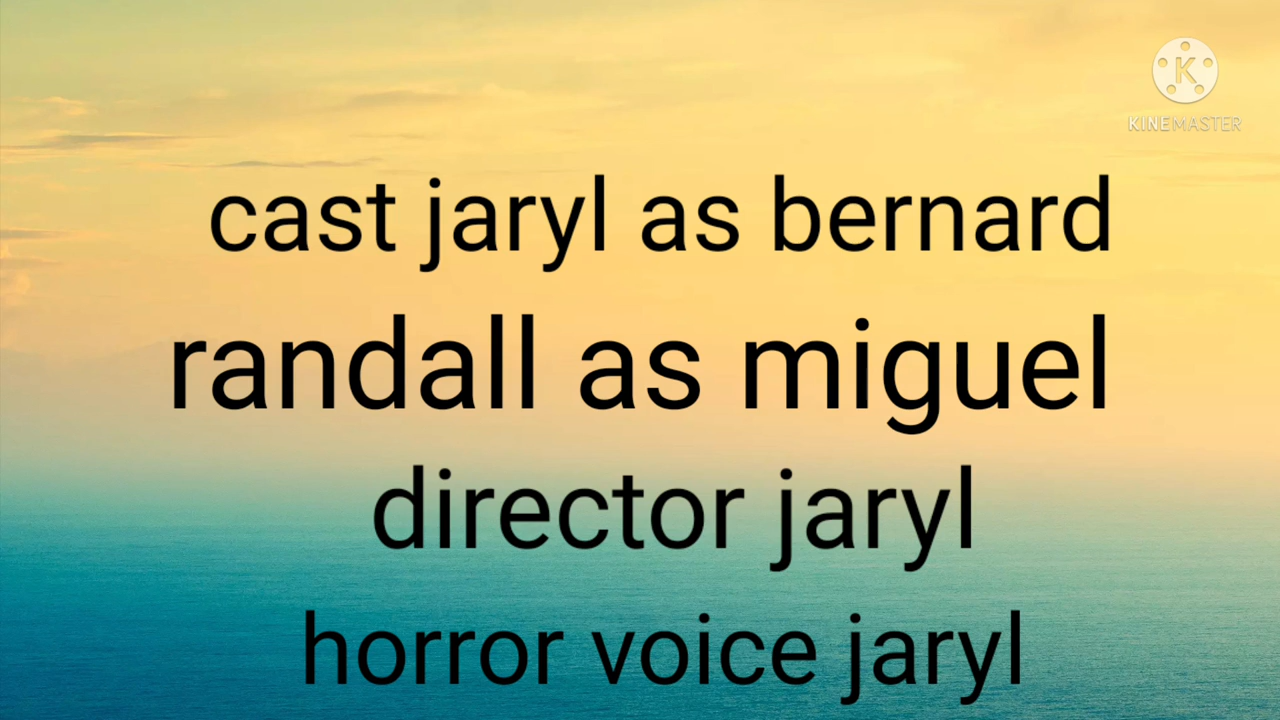 K
KINEMASTER
cast jaryl as bernard
randall as miguel
director jaryl
horror voice jaryl